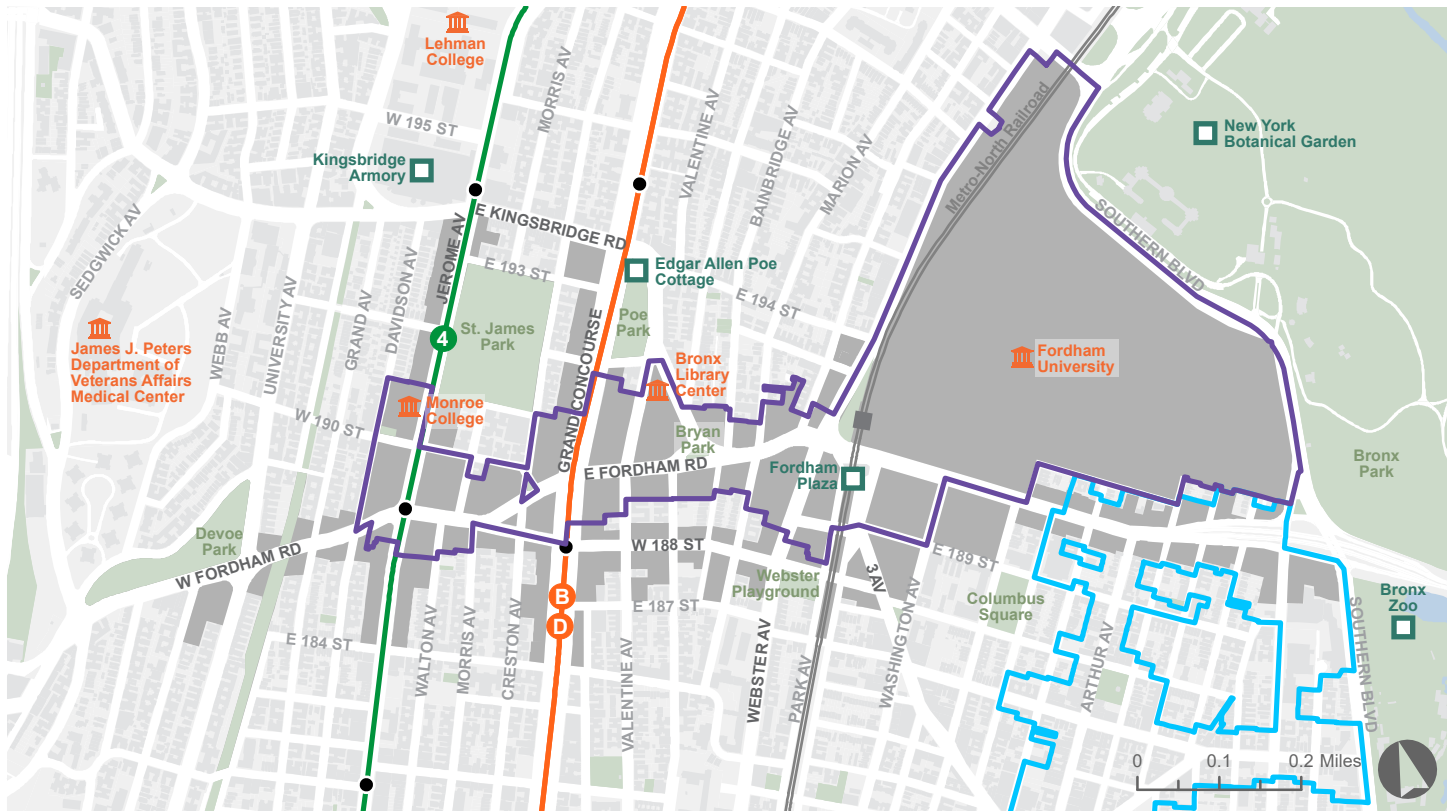 Lehman
College
MORRIS AV
W 195 ST
VALENTINE AV
BAINBRIDGE AV
MARION AV
Metro-North Railroad
New York
Botanical Garden
Kingsbridge
Armory
SEDGWICK AV
E KINGSBRIDGE RD
SOUTHERN BLVD
JEROME AV
E 193 ST
Edgar Allen Poe
Cottage
E 194 ST
WEBB AV
UNIVERSITY AV
GRAND AV
DAVIDSON AV
4
St. James
Park
GRAND CONCOURSE
Poe
Park
James J. Peters
Department of
Veterans Affairs
Medical Center
Bronx
Library
Center
Fordham
University
Monroe
College
W 190 ST
Bryan
Park
E FORDHAM RD
Fordham
Plaza
Bronx
Park
Devoe
Park
W FORDHAM RD
W 188 ST
E 189 ST
Webster
Playground
3 AV
WASHINGTON AV
Columbus
Square
B
D
E 187 ST
Bronx
Zoo
SOUTHERN BLVD
E 184 ST
WALTON AV
MORRIS AV
CRESTON AV
VALENTINE AV
WEBSTER AV
PARK AV
ARTHUR AV
0 0.1 0.2 Miles